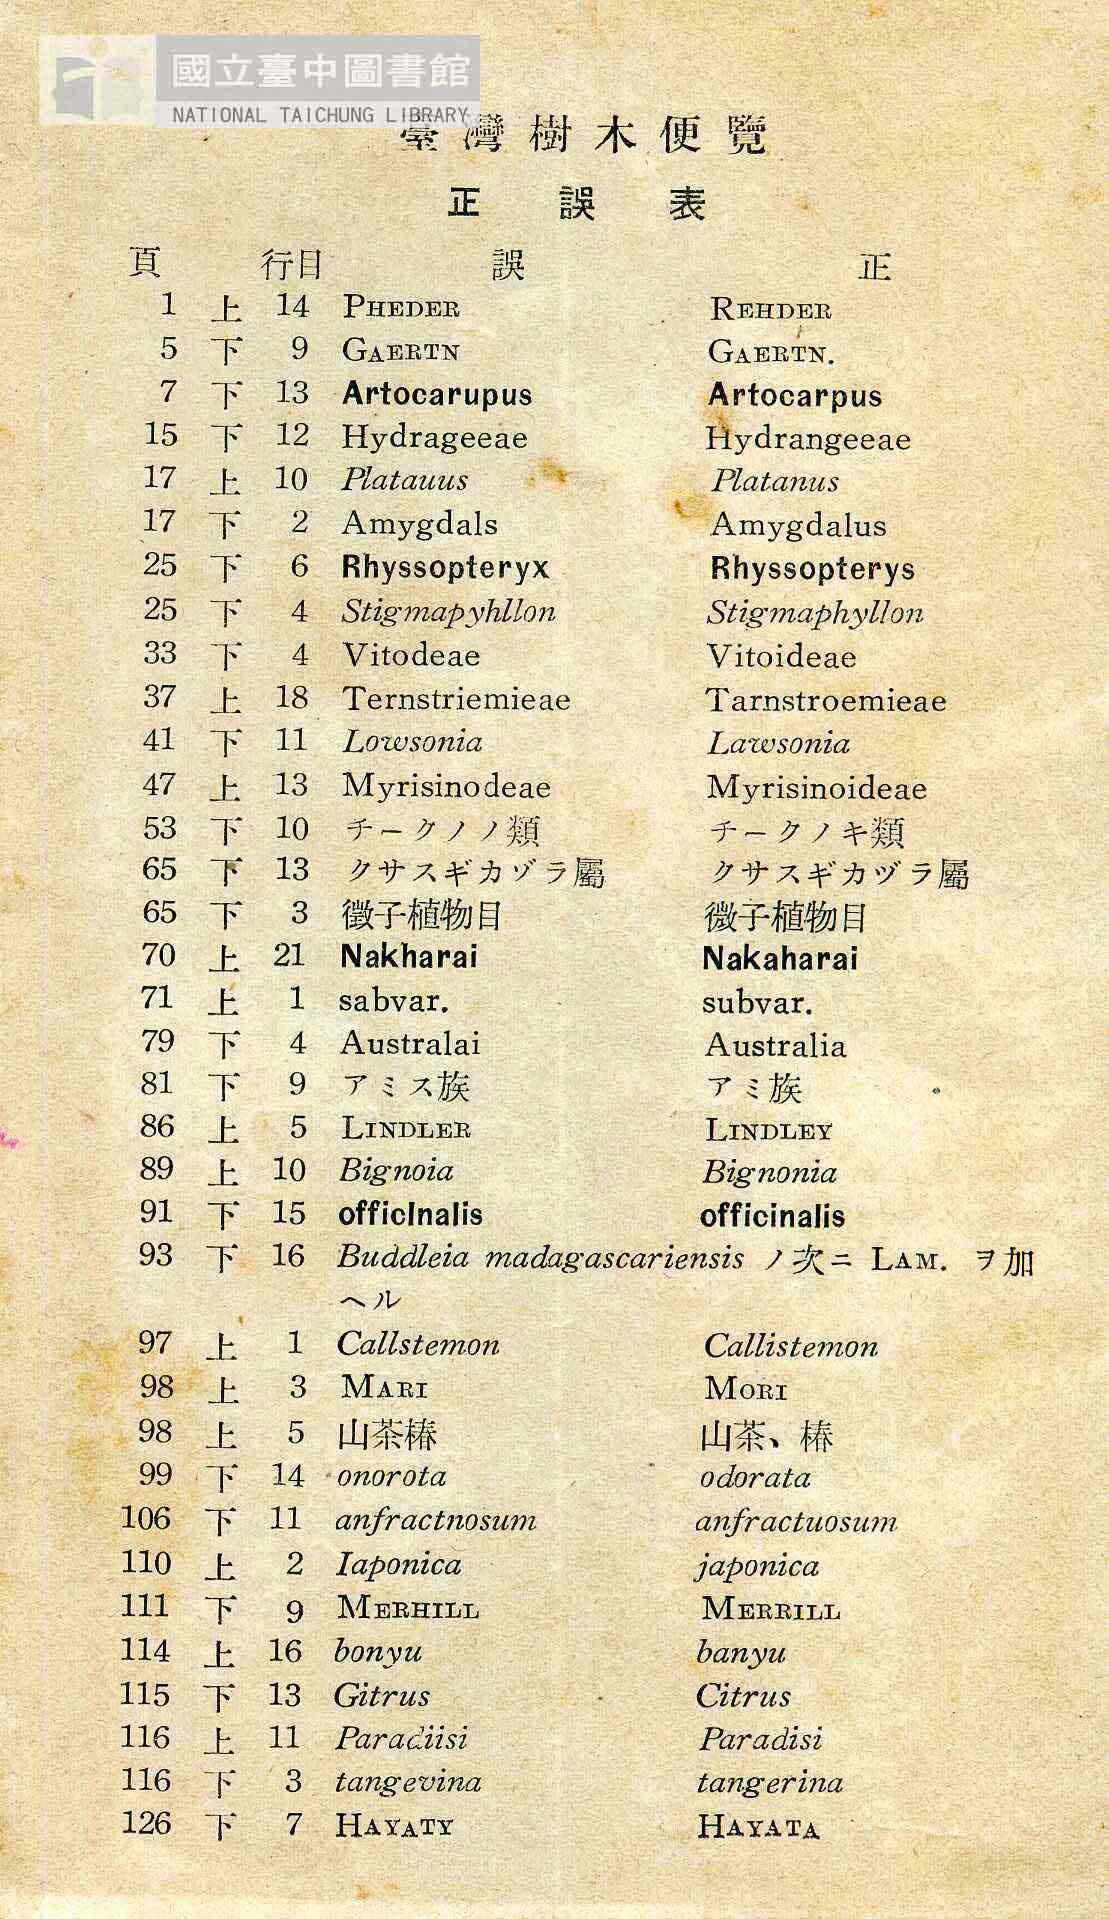 國立臺中圖書館
NATIONAL TAICHUNG LIBRARY
臺灣樹木便覽
正誤表
頁 行目 誤 正
1 上 14 PHEDER REHDER
5 下 9 GAERTN GAERTN.
7 下 13 Artocarupus Artocarpus
15 下 12 Hydrageeae Hydrangeeae
17 上 10 Platauus Platanus
17 下 2 Amygdals Amygdalus
25 下 6 Rhyssopteryx Rhyssopterys
25 下 4 Stigmapyhllon Stigmaphyllon
33 下 4 Vitodeae Vitoideae
37 上 18 Ternstriemieae Tarnstroemieae
41 下 11 Lowsonia Lawsonia
47 上 13 Myrisinodeae Myrisinoideae
53 下 10 チークノノ類 チークノキ類
65 下 13 クサスギカヅラ屬 クサスギカヅラ屬
65 下 3 徵子植物目 微子植物目
70 上 21 Nakharai Nakaharai
71 上 1 sabvar. subvar.
79 下 4 Australai Australia
81 下 9 アミス族 アミ族
86 上 5 LINDLER LINDLEY
89 上 10 Bignoia Bignonia
91 下 15 officlnalis officinalis
93 下 16 Buddleia madagascariensis ノ次ニ LAM. ヲ加
ヘル
97 上 1 Callstemon Callistemon
98 上 3 MARI MORI
98 上 5 山茶椿 山茶、椿
99 下 14 onorota odorata
106 下 11 anfractnosum anfractuosum
110 上 2 Iaponica japonica
111 下 9 MERHILL MERRILL
114 上 16 bonyu banyu
115 下 13 Gitrus Citrus
116 上 11 Paradiisi Paradisi
116 下 3 tangevina tangerina
126 下 7 HAYATY HAYATA